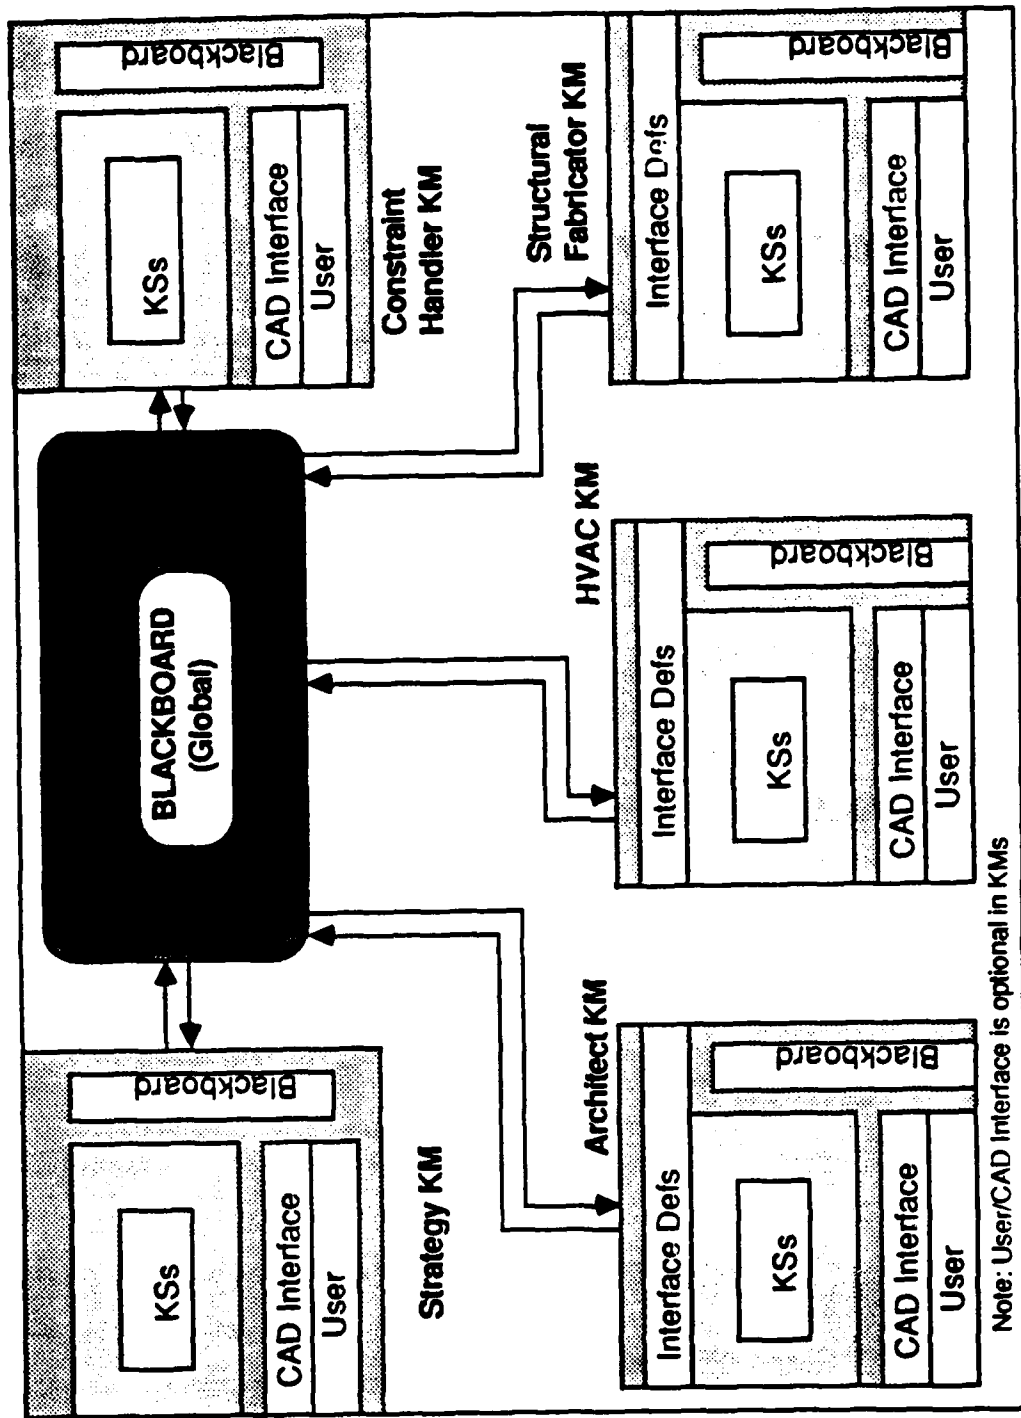 Blackboard
KSs
CAD Interface
User
Strategy KM
BLACKBOARD
(Global)
Blackboard
KSs
CAD Interface
User
Constraint
Handler KM
Architect KM
Interface Defs
Blackboard
KSs
CAD Interface
User
HVAC KM
Interface Defs
Blackboard
KSs
CAD Interface
User
Structural
Fabricator KM
Interface Defs
Blackboard
KSs
CAD Interface
User
Note: User/CAD Interface is optional in KMs